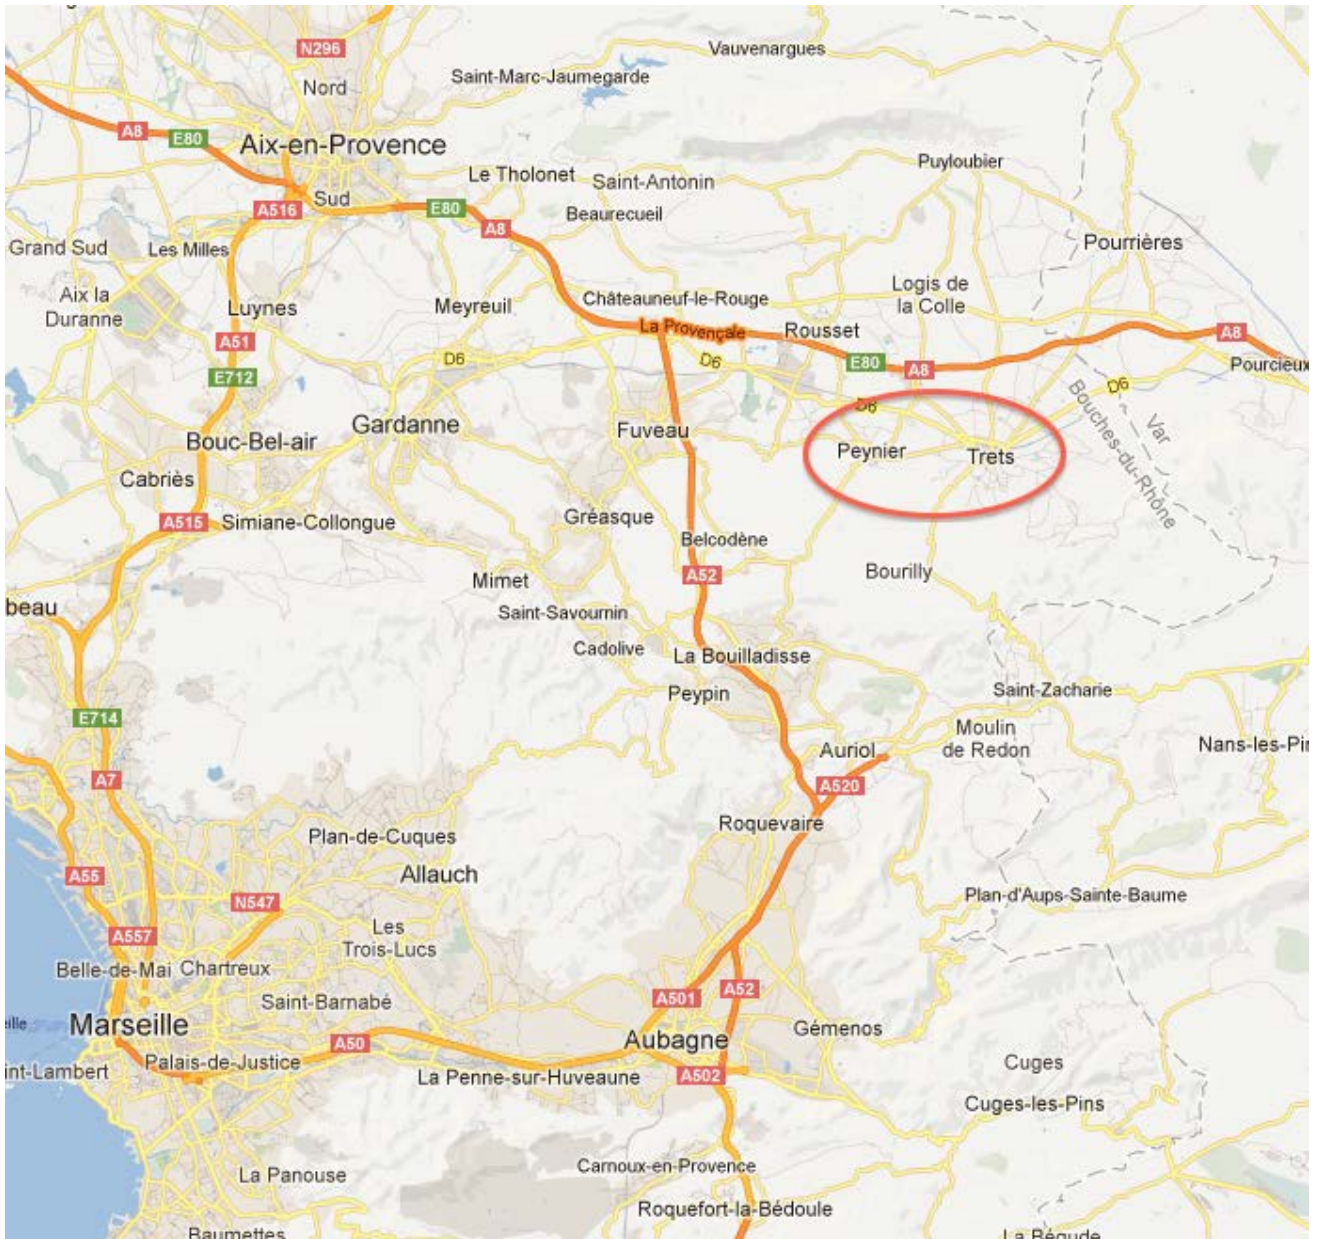 N296
Vauvenargues
Nord
Saint-Marc-Jaumegarde
A8
E80
Aix-en-Provence
Puyloubier
Le Tholonet
Saint-Antonin
Sud
A516
E80
A8
Beaurecueil
Grand Sud
Les Milles
Pourrières
Aix la
Duranne
Luynes
Meyreuil
Châteauneuf-le-Rouge
Logis de
la Colle
A51
La Provençale
Rousset
A8
E712
D6
D6
E80
A8
Pourcieux
D6
D6
Gardanne
Fuveau
Bouc-Bel-air
Peynier
Trets
Var
Bouches-du-Rhône
Cabriès
A515
Simiane-Collongue
Gréasque
Belcodène
Mimet
A52
Bourilly
beau
Saint-Savournin
Cadolive
La Bouilladisse
Peypin
Saint-Zacharie
E714
Auriol
Moulin
de Redon
Nans-les-Pin
A7
A520
Plan-de-Cuques
Roquevaire
A55
Allauch
N547
Plan-d'Aups-Sainte-Baume
A557
Les
Trois-Lucs
Belle-de-Mai
Chartreux
Saint-Barnabé
A501
A52
eille
Marseille
A50
Aubagne
Gémenos
int-Lambert
Palais-de-Justice
La Penne-sur-Huveaune
A502
Cuges
Cuges-les-Pins
La Panouse
Carnoux-en-Provence
Roquefort-la-Bédoule
Baumettes
La Bégude